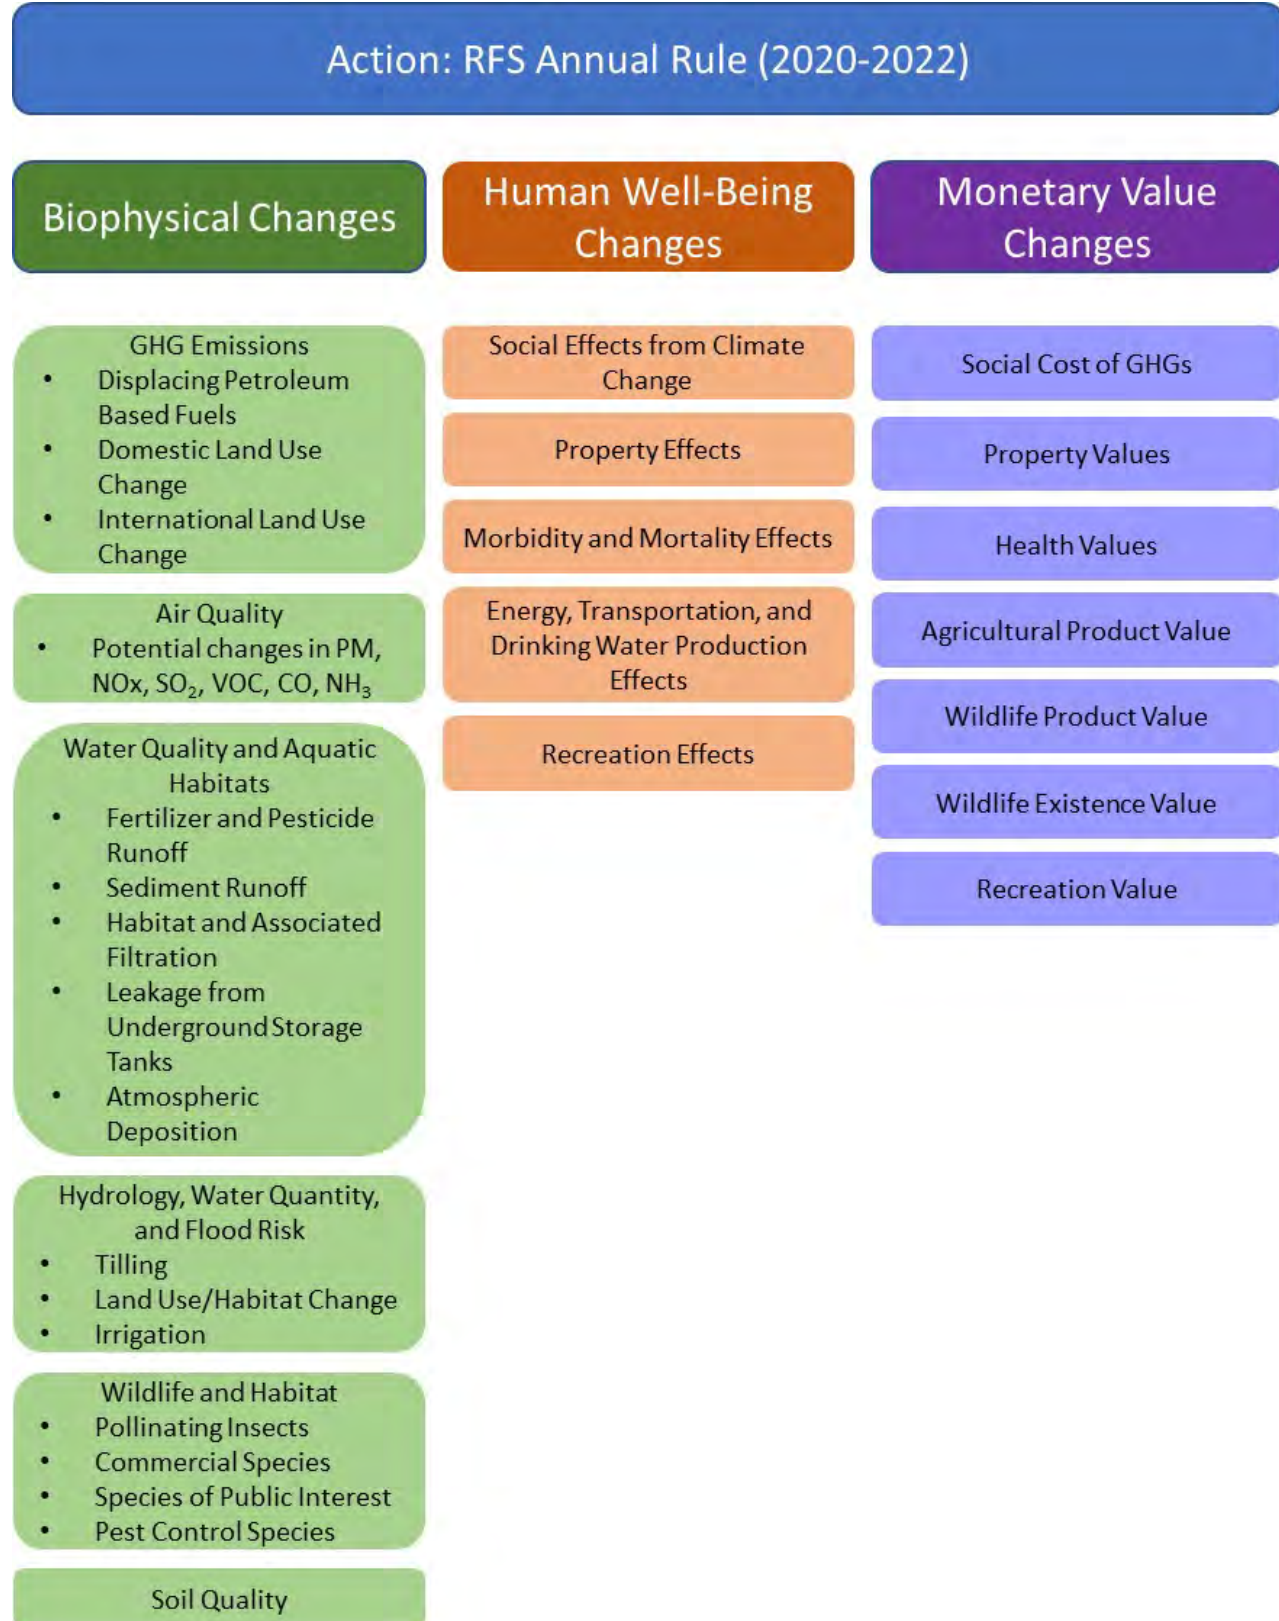 Action: RFS Annual Rule (2020-2022)
Biophysical Changes
GHG Emissions
• Displacing Petroleum
Based Fuels
• Domestic Land Use
Change
• International Land Use
Change
Air Quality
• Potential changes in PM,
NOx, SO₂, VOC, CO, NH₃
Water Quality and Aquatic
Habitats
• Fertilizer and Pesticide
Runoff
• Sediment Runoff
• Habitat and Associated
Filtration
• Leakage from
Underground Storage
Tanks
• Atmospheric
Deposition
Hydrology, Water Quantity,
and Flood Risk
• Tilling
• Land Use/Habitat Change
• Irrigation
Wildlife and Habitat
• Pollinating Insects
• Commercial Species
• Species of Public Interest
• Pest Control Species
Soil Quality
Human Well-Being
Changes
Social Effects from Climate
Change
Property Effects
Morbidity and Mortality Effects
Energy, Transportation, and
Drinking Water Production
Effects
Recreation Effects
Monetary Value
Changes
Social Cost of GHGs
Property Values
Health Values
Agricultural Product Value
Wildlife Product Value
Wildlife Existence Value
Recreation Value